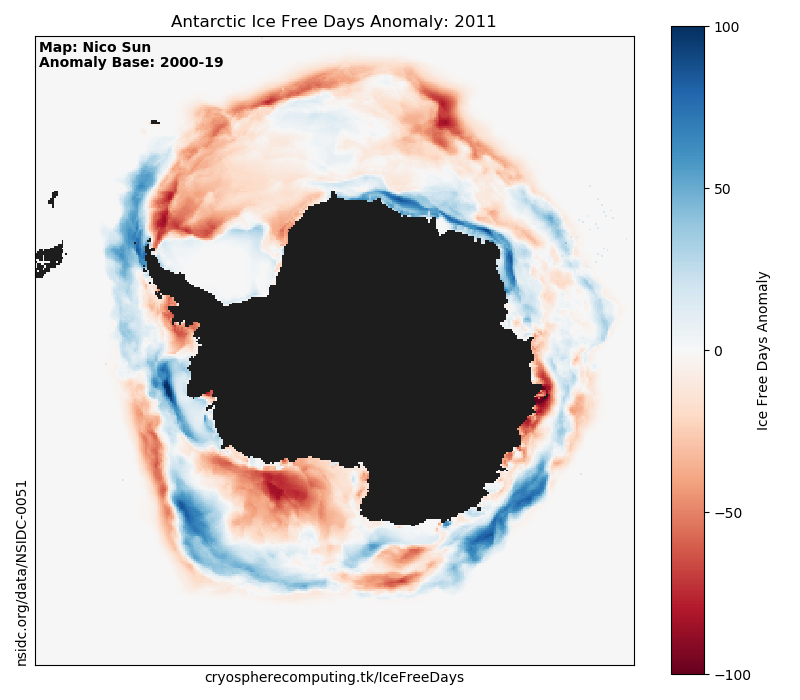 Antarctic Ice Free Days Anomaly: 2011
Map: Nico Sun
Anomaly Base: 2000-19
100
50
0
−50
−100
Ice Free Days Anomaly
nsidc.org/data/NSIDC-0051
cryospherecomputing.tk/IceFreeDays